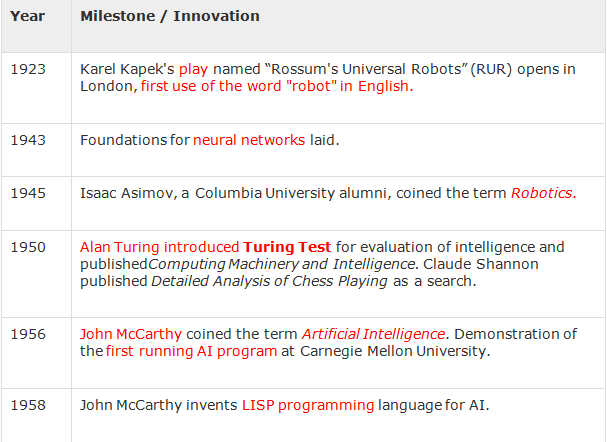 Year Milestone / Innovation
1923 Karel Kapek's play named “Rossum's Universal Robots” (RUR) opens in
London, first use of the word "robot" in English.
1943 Foundations for neural networks laid.
1945 Isaac Asimov, a Columbia University alumni, coined the term Robotics.
1950 Alan Turing introduced Turing Test for evaluation of intelligence and
publishedComputing Machinery and Intelligence. Claude Shannon
published Detailed Analysis of Chess Playing as a search.
1956 John McCarthy coined the term Artificial Intelligence. Demonstration of
the first running AI program at Carnegie Mellon University.
1958 John McCarthy invents LISP programming language for AI.